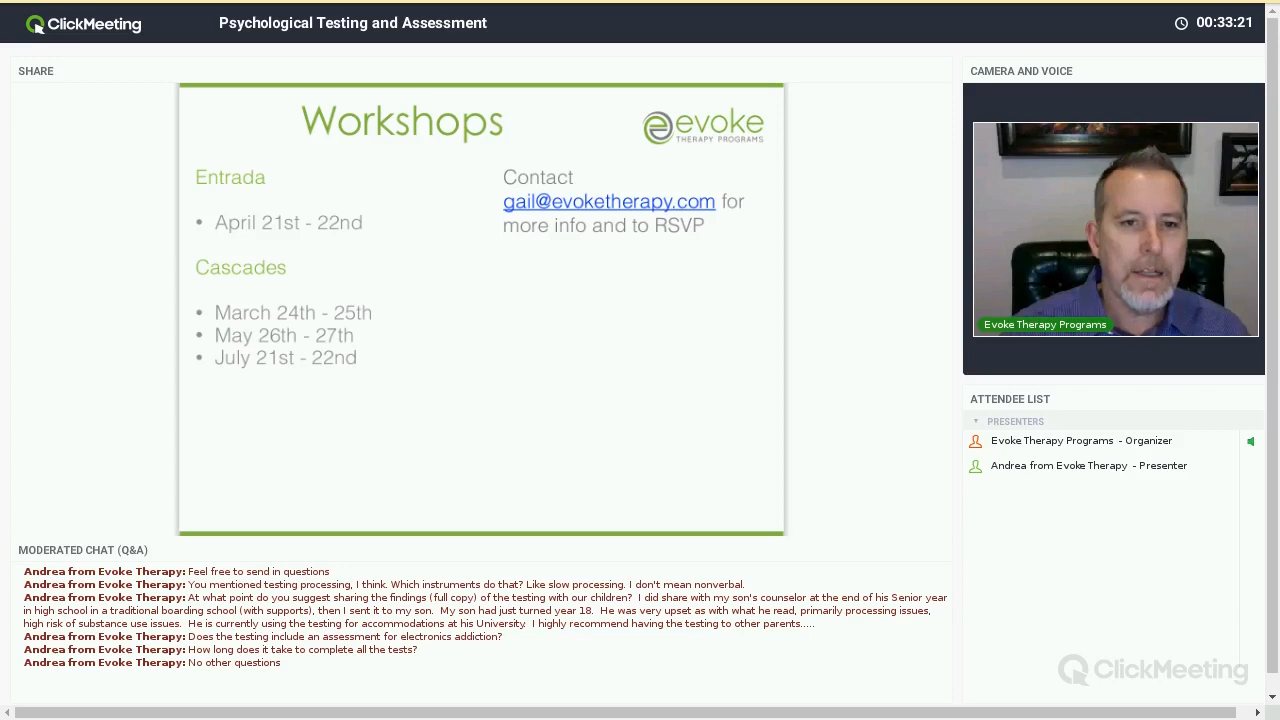 ClickMeeting
Psychological Testing and Assessment
00:33:21
SHARE
Workshops
evoke
THERAPY PROGRAMS
Entrada
• April 21st - 22nd
Cascades
• March 24th - 25th
• May 26th - 27th
• July 21st - 22nd
Contact
gail@evoketherapy.com for
more info and to RSVP
CAMERA AND VOICE
Evoke Therapy Programs
ATTENDEE LIST
PRESENTERS
Evoke Therapy Programs - Organizer
Andrea from Evoke Therapy - Presenter
MODERATED CHAT (Q&A)
Andrea from Evoke Therapy: Feel free to send in questions
Andrea from Evoke Therapy: You mentioned testing processing, I think. Which instruments do that? Like slow processing. I don't mean nonverbal.
Andrea from Evoke Therapy: At what point do you suggest sharing the findings (full copy) of the testing with our children? I did share with my son's counselor at the end of his Senior year
in high school in a traditional boarding school (with supports), then I sent it to my son. My son had just turned year 18. He was very upset as with what he read, primarily processing issues,
high risk of substance use issues. He is currently using the testing for accommodations at his University. I highly recommend having the testing to other parents.....
Andrea from Evoke Therapy: Does the testing include an assessment for electronics addiction?
Andrea from Evoke Therapy: How long does it take to complete all the tests?
Andrea from Evoke Therapy: No other questions
ClickMeeting